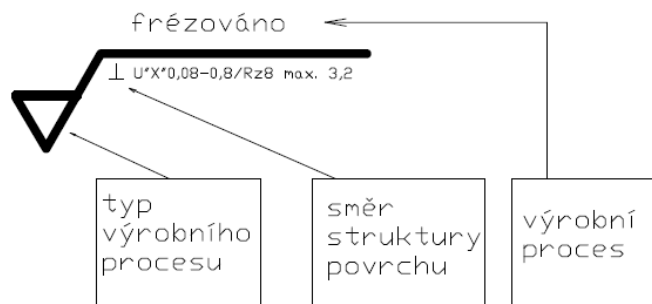 frézováno
⊥ U"X"0,08-0,8/Rz8 max. 3,2
typ
výrobního
procesu
směr
struktury
povrchu
výrobní
proces